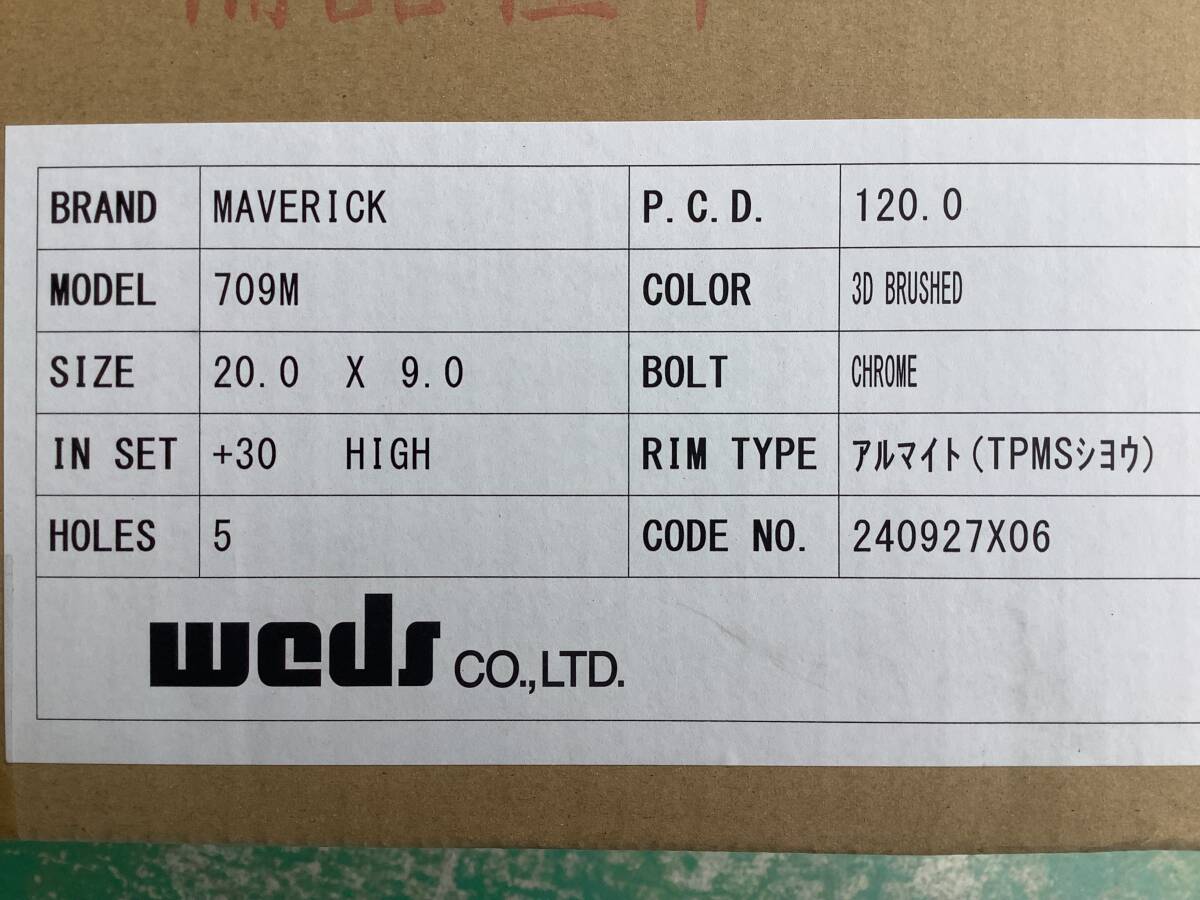 BRAND MAVERICK P.C.D. 120.0
MODEL 709M COLOR 3D BRUSHED
SIZE 20.0 X 9.0 BOLT CHROME
IN SET +30 HIGH RIM TYPE アルマイト(TPMSシヨウ)
HOLES 5 CODE NO. 240927X06
weds CO.,LTD.